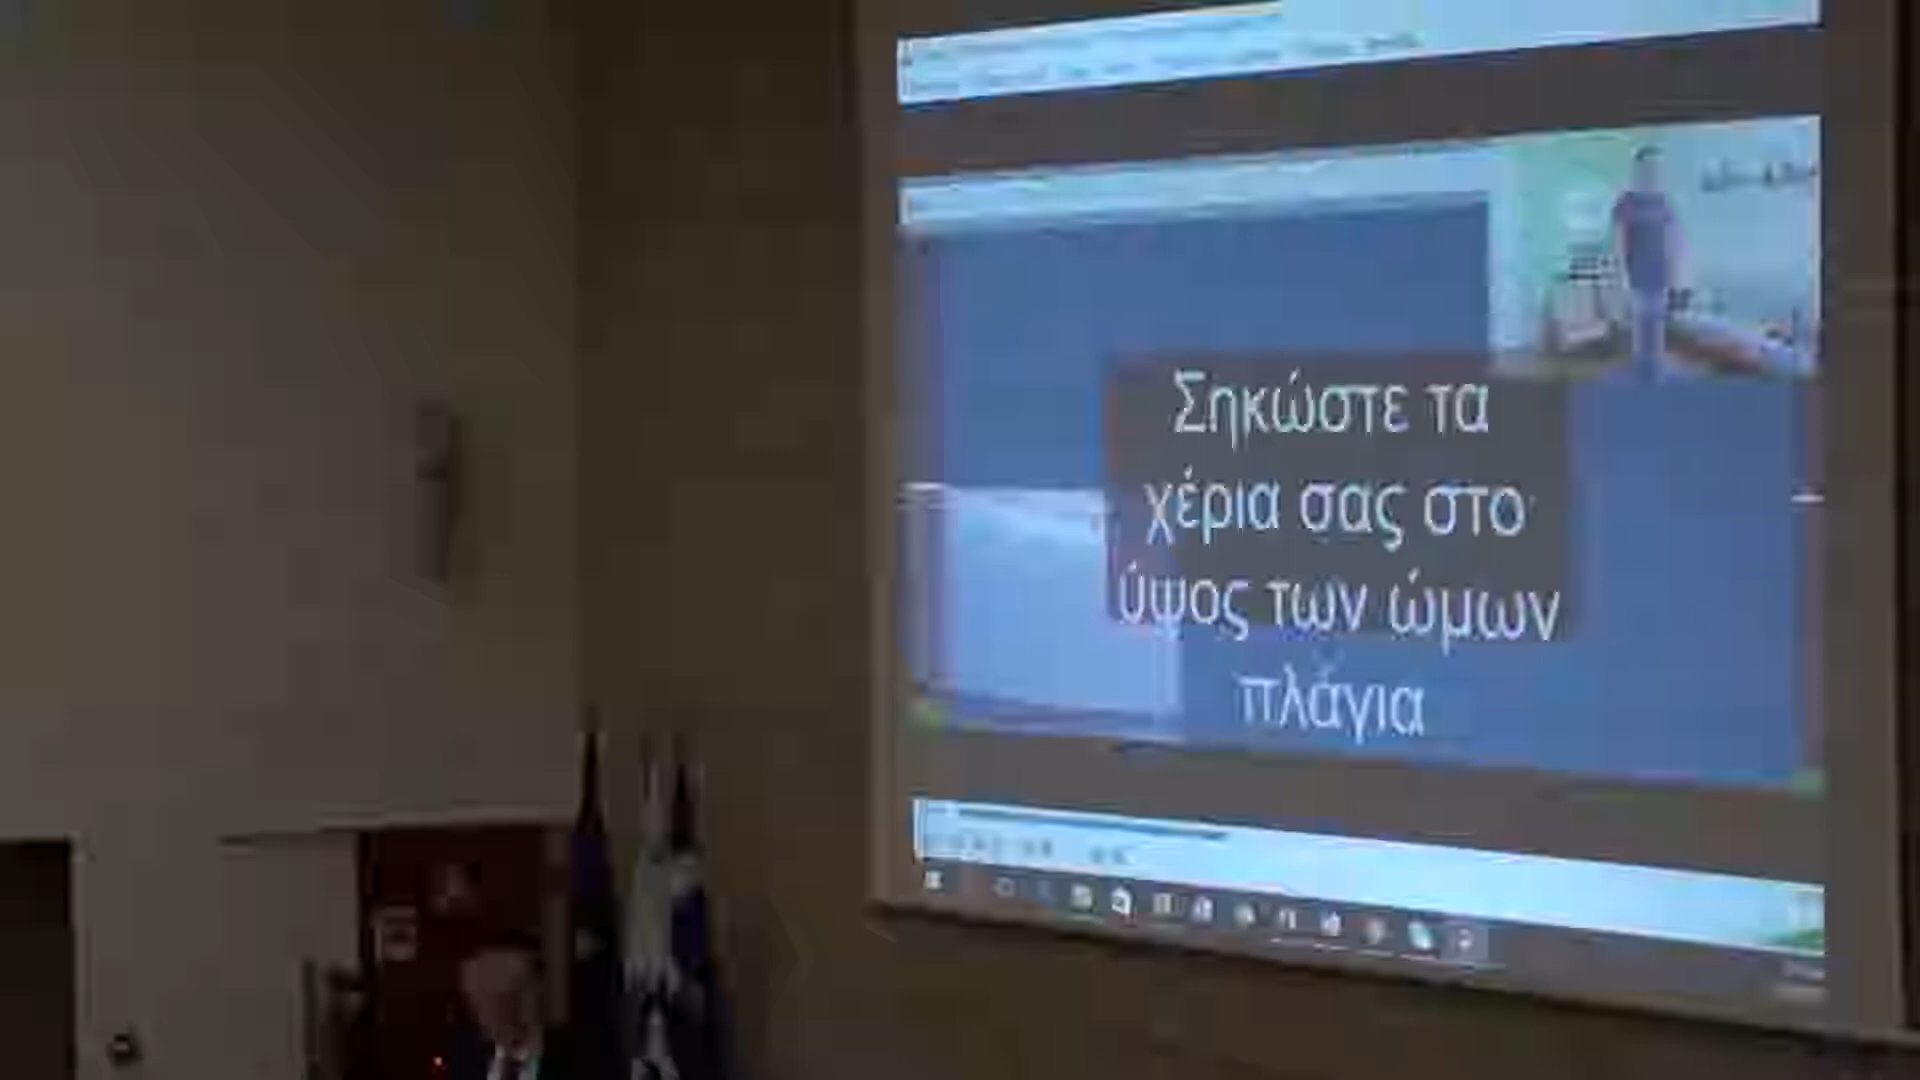 Σηκώστε τα
χέρια σας στο
ύψος των ώμων
πλάγια